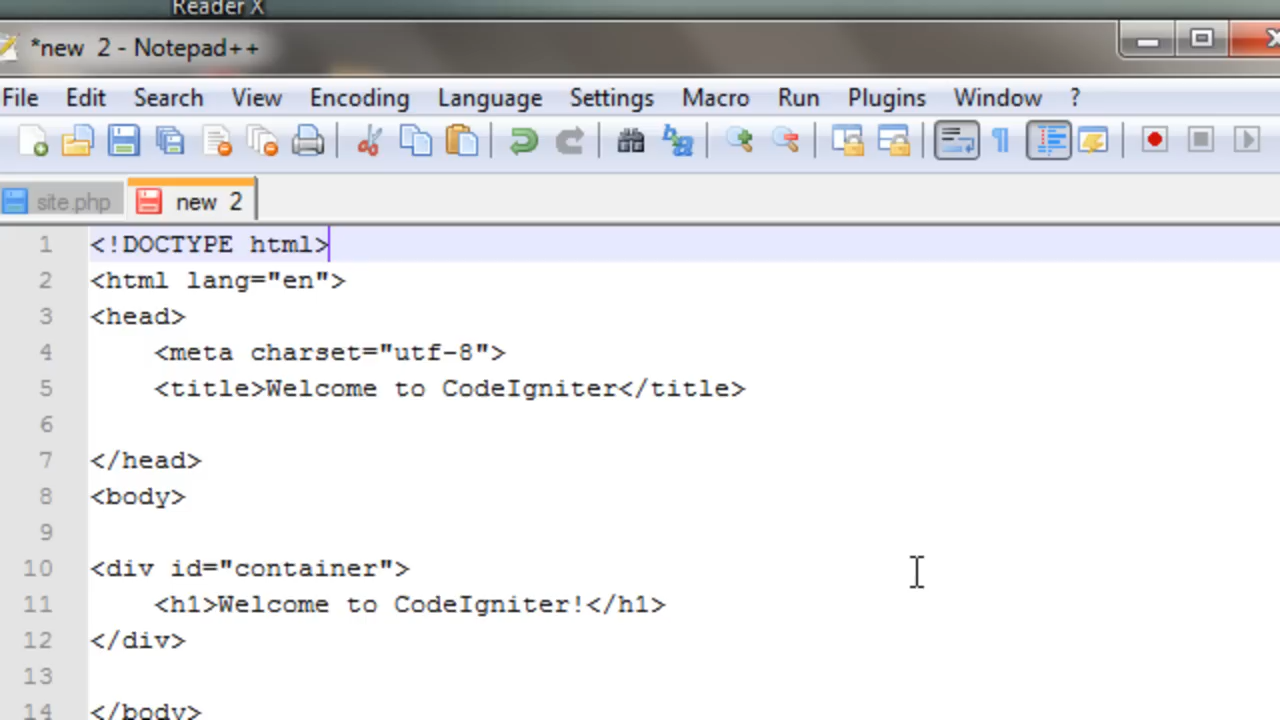 Reader X
*new 2 - Notepad++
File Edit Search View Encoding Language Settings Macro Run Plugins Window ?
site.php new 2
1 <!DOCTYPE html>
2 <html lang="en">
3 <head>
4 <meta charset="utf-8">
5 <title>Welcome to CodeIgniter</title>
6
7 </head>
8 <body>
9
10 <div id="container">
11 <h1>Welcome to CodeIgniter!</h1>
12 </div>
13
14 </body>